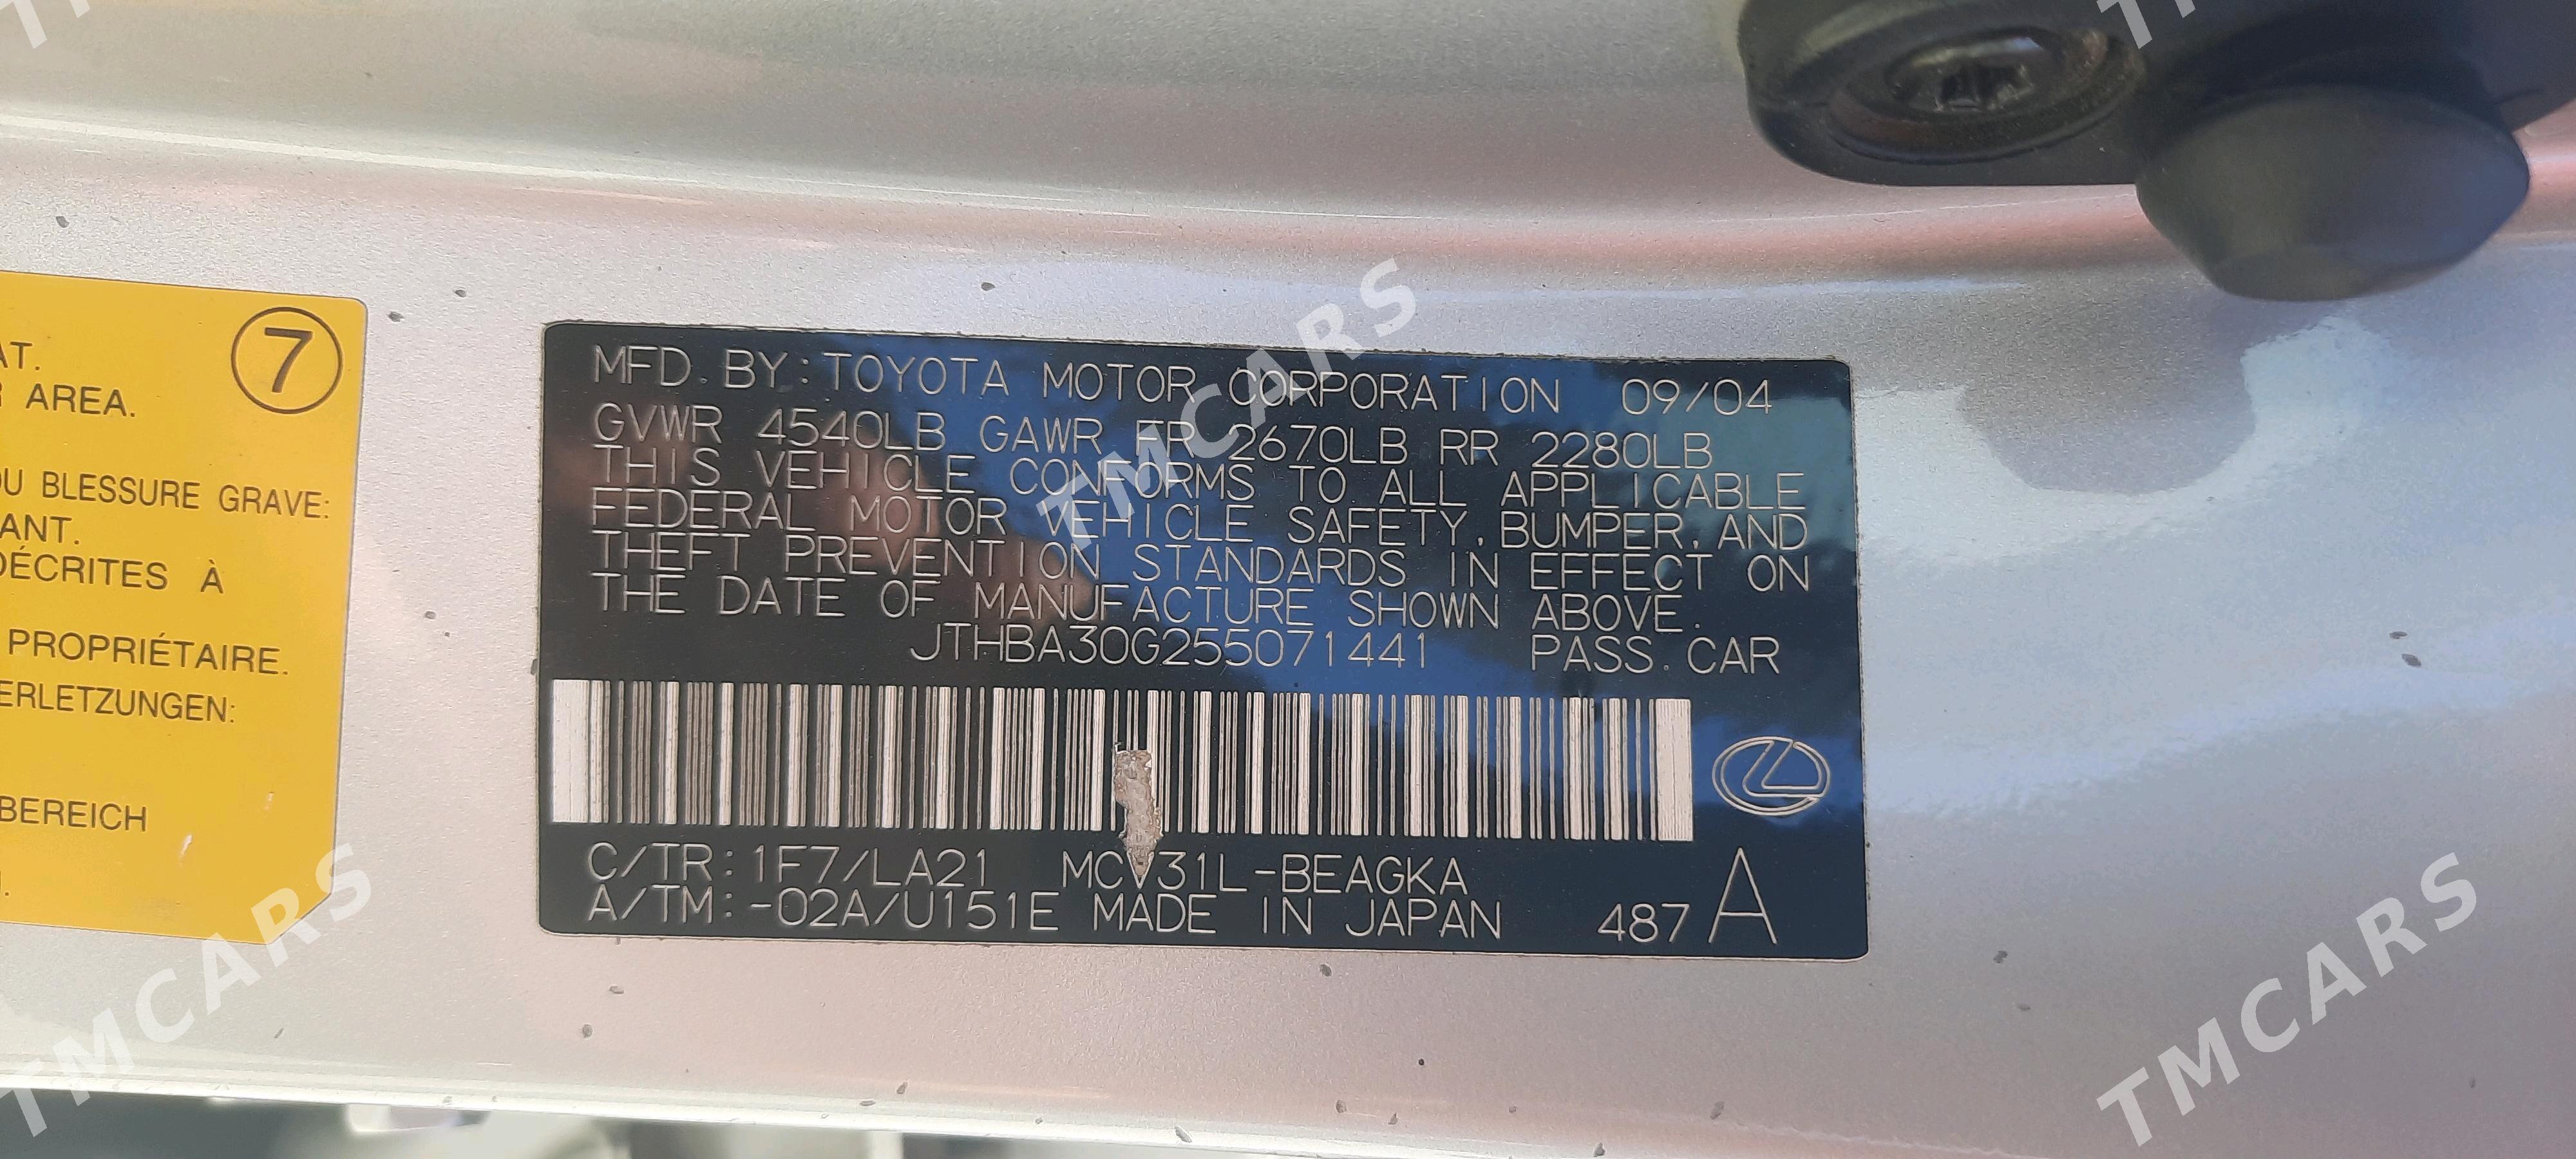 AT.
AREA.
7
BLESSURE GRAVE:
DÉCRITES À
PROPRIÉTAIRE.
BEREICH
MFD. BY: TOYOTA MOTOR CORPORATION 09/04
GVWR 4540LB GAWR FR 2670LB RR 2280LB
THIS VEHICLE CONFORMS TO ALL APPLICABLE
FEDERAL MOTOR VEHICLE SAFETY, BUMPER, AND
THEFT PREVENTION STANDARDS IN EFFECT ON
THE DATE OF MANUFACTURE SHOWN ABOVE.
JTHBA30G255071441 PASS. CAR
C/TR: 1F7/LA21 MCV31L-BEAGKA
A/TM: -02A/U151E MADE IN JAPAN 487 A
TMCARS
TMCARS
TMCARS